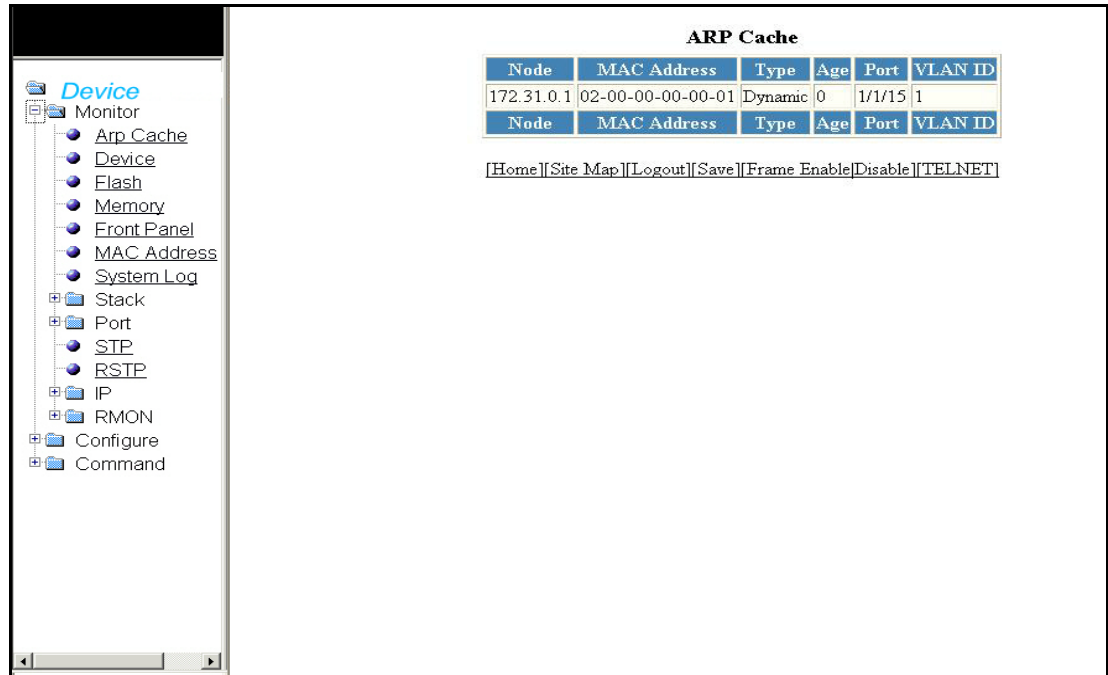 Device
Monitor
Arp Cache
Device
Flash
Memory
Front Panel
MAC Address
System Log
Stack
Port
STP
RSTP
IP
RMON
Configure
Command
ARP Cache
Node MAC Address Type Age Port VLAN ID
172.31.0.1 02-00-00-00-00-01 Dynamic 0 1/1/15 1
Node MAC Address Type Age Port VLAN ID
[Home][Site Map][Logout][Save][Frame Enable|Disable][TELNET]